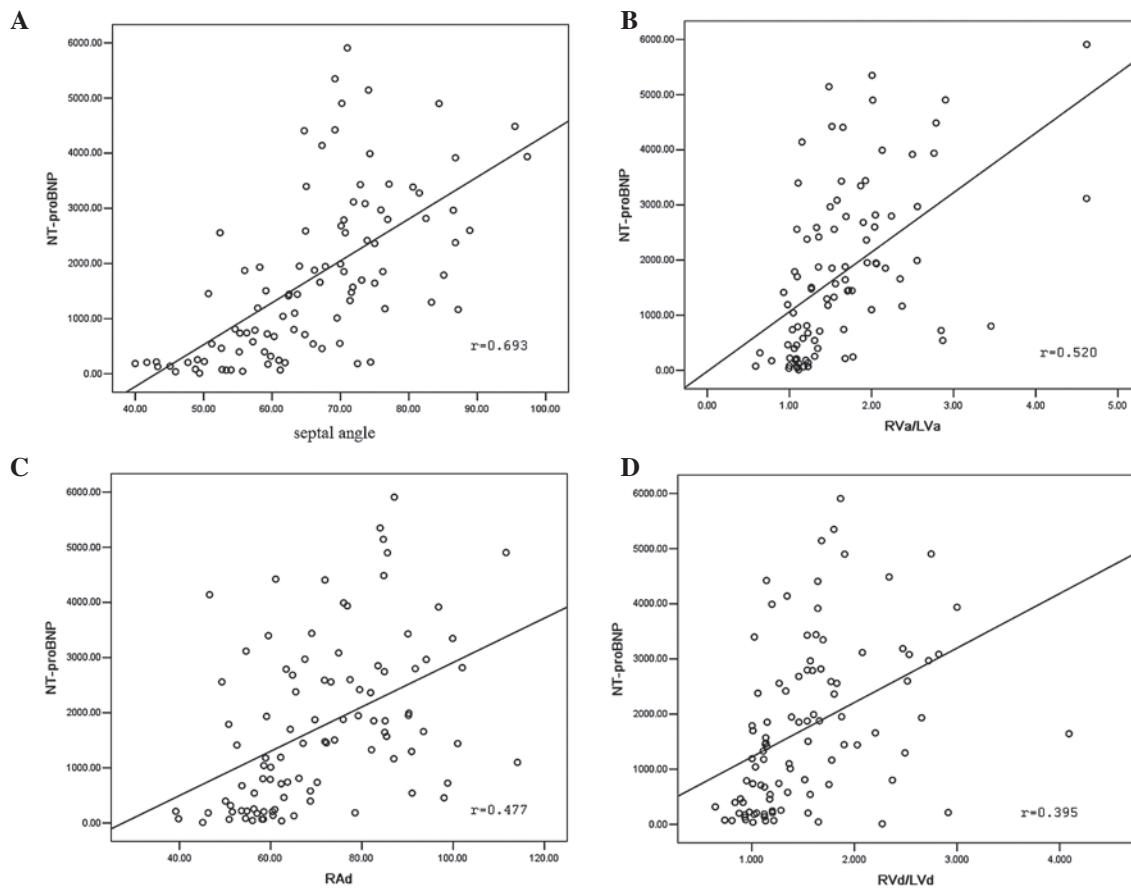 A
NT-proBNP
6000.00
5000.00
4000.00
3000.00
2000.00
1000.00
0.00
r=0.693
40.00 50.00 60.00 70.00 80.00 90.00 100.00
septal angle
B
NT-proBNP
6000.00
5000.00
4000.00
3000.00
2000.00
1000.00
0.00
r=0.520
0.00 1.00 2.00 3.00 4.00 5.00
RVa/LVa
C
NT-proBNP
6000.00
5000.00
4000.00
3000.00
2000.00
1000.00
0.00
r=0.477
40.00 60.00 80.00 100.00 120.00
RAd
D
NT-proBNP
6000.00
5000.00
4000.00
3000.00
2000.00
1000.00
0.00
r=0.395
1.000 2.000 3.000 4.000
RVd/LVd